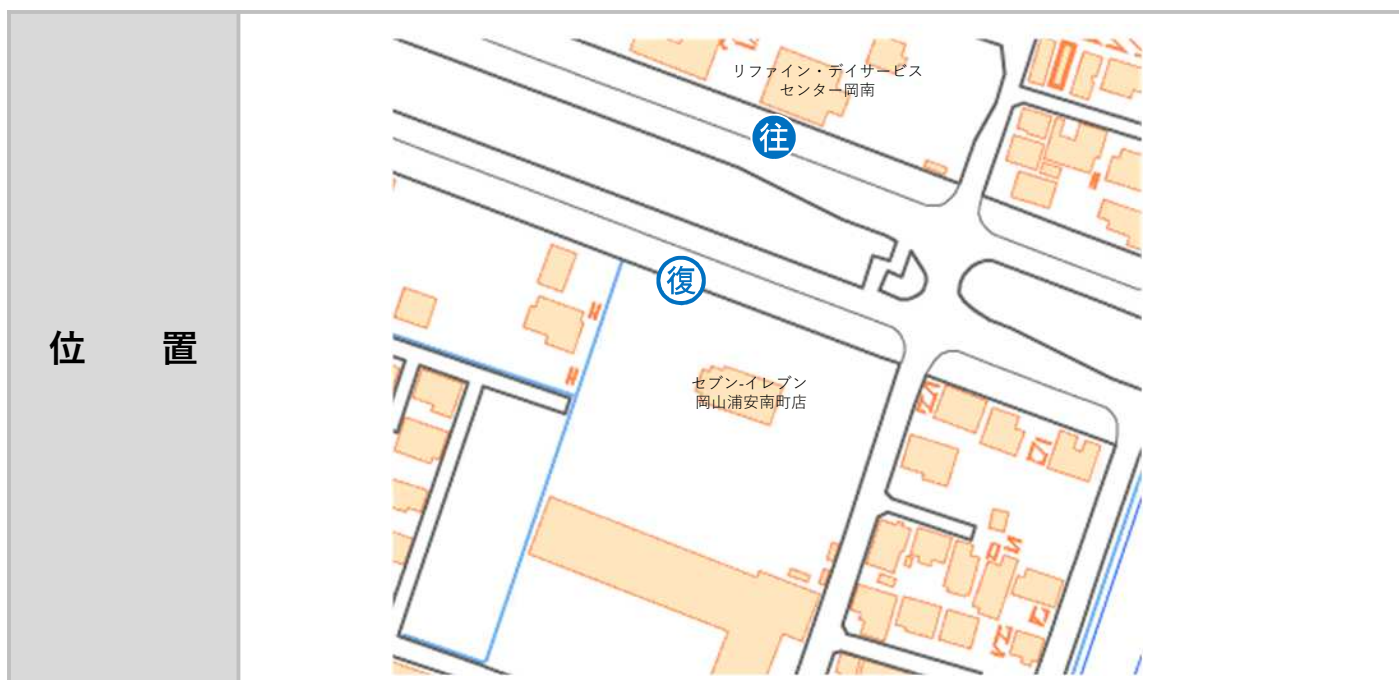 位 置
リファイン・デイサービス
センター岡南
往
復
セブン-イレブン
岡山浦安南町店